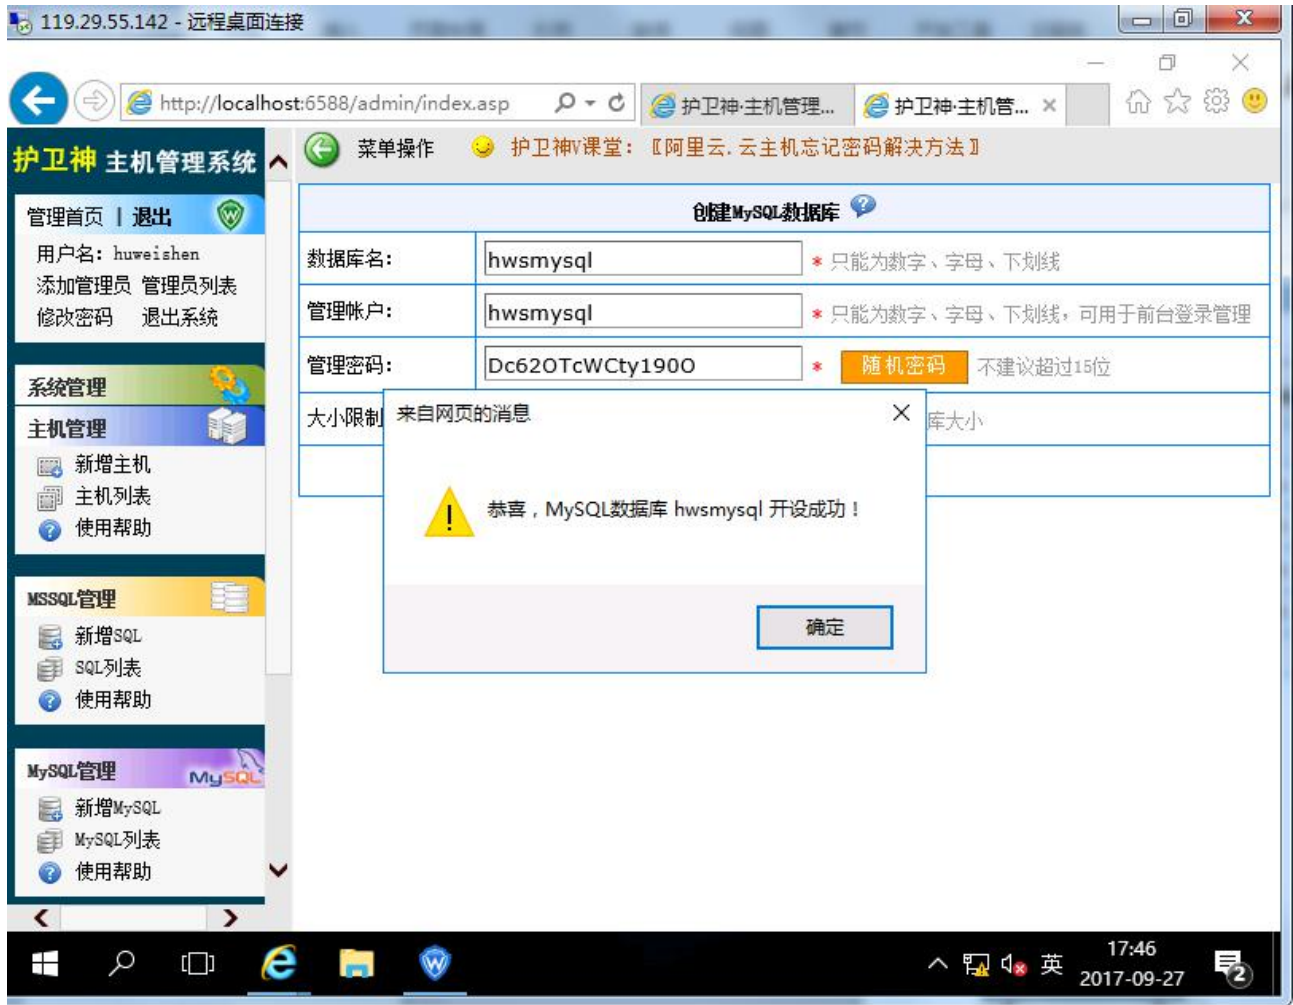 119.29.55.142 - 远程桌面连接
http://localhost:6588/admin/index.asp
护卫神·主机管理...
护卫神·主机管...
护卫神 主机管理系统
菜单操作
护卫神V课堂：〖阿里云.云主机忘记密码解决方法〗
管理首页 | 退出
用户名: huweishen
添加管理员 管理员列表
修改密码 退出系统
系统管理
主机管理
新增主机
主机列表
使用帮助
MSSQL管理
新增SQL
SQL列表
使用帮助
MySQL管理
MySQL
新增MySQL
MySQL列表
使用帮助
创建MySQL数据库
数据库名:
hwsmysql
* 只能为数字、字母、下划线
管理帐户:
hwsmysql
* 只能为数字、字母、下划线，可用于前台登录管理
管理密码:
Dc62OTcWCty190O
*
随机密码
不建议超过15位
大小限制
库大小
来自网页的消息
恭喜，MySQL数据库 hwsmysql 开设成功！
确定
英
17:46
2017-09-27
2